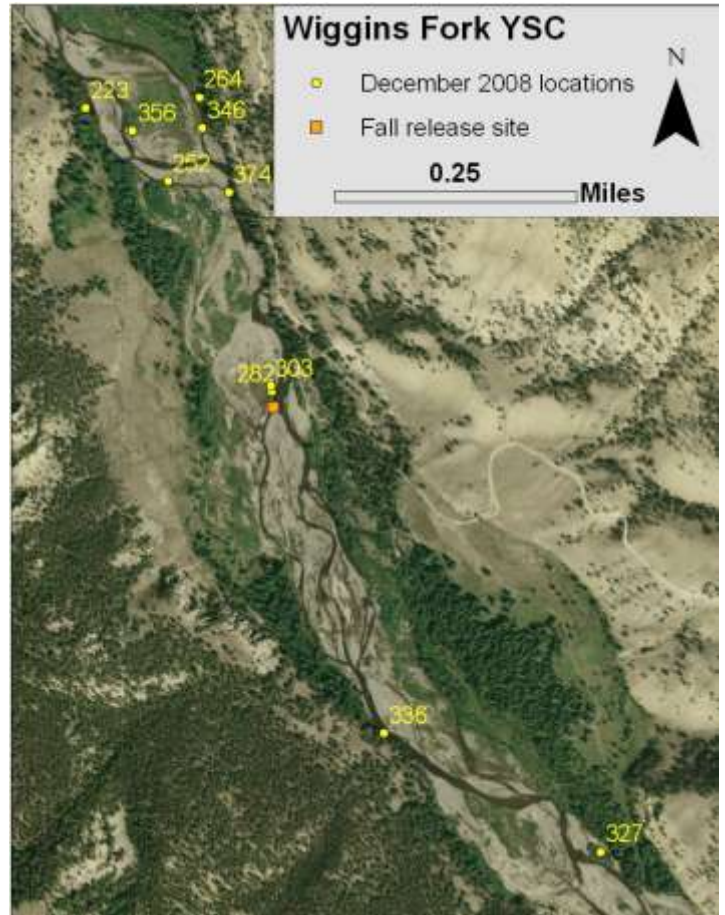 Wiggins Fork YSC
N
December 2008 locations
Fall release site
0.25
Miles
264
223
346
356
252
374
282
303
336
327